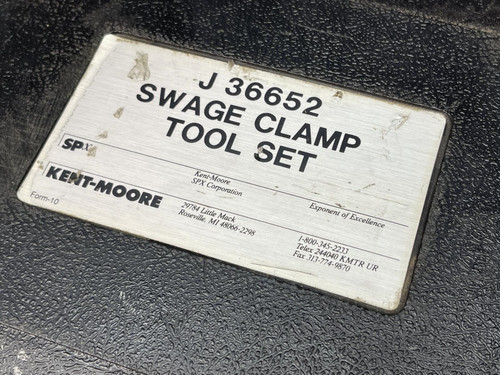 J 36652
SWAGE CLAMP
TOOL SET
SPX
Kent-Moore
SPX Corporation
Exponent of Excellence
KENT-MOORE
29784 Little Mack
Roseville, MI 48066-2298
1-800-345-2233
Telex 244040 KMTR UR
Fax 313-774-9870
Form-10